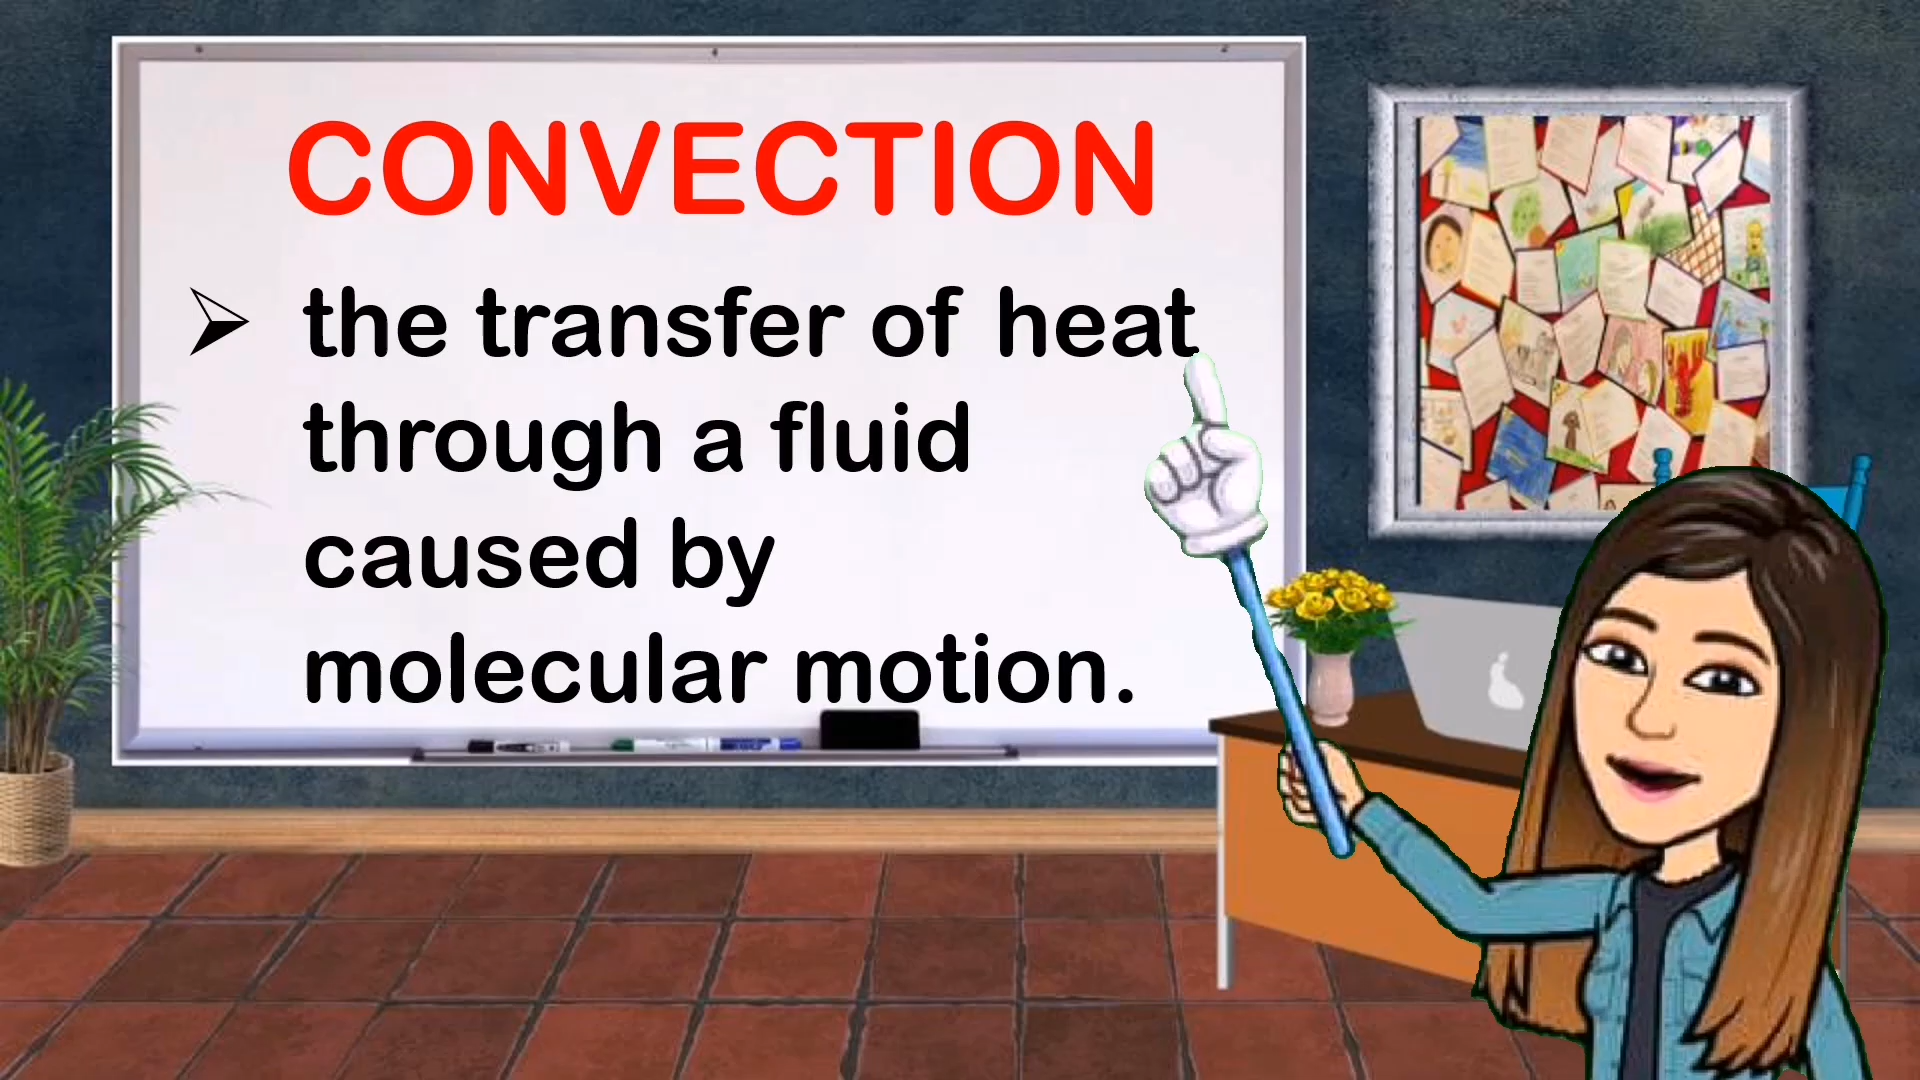 CONVECTION
➢ the transfer of heat
through a fluid
caused by
molecular motion.